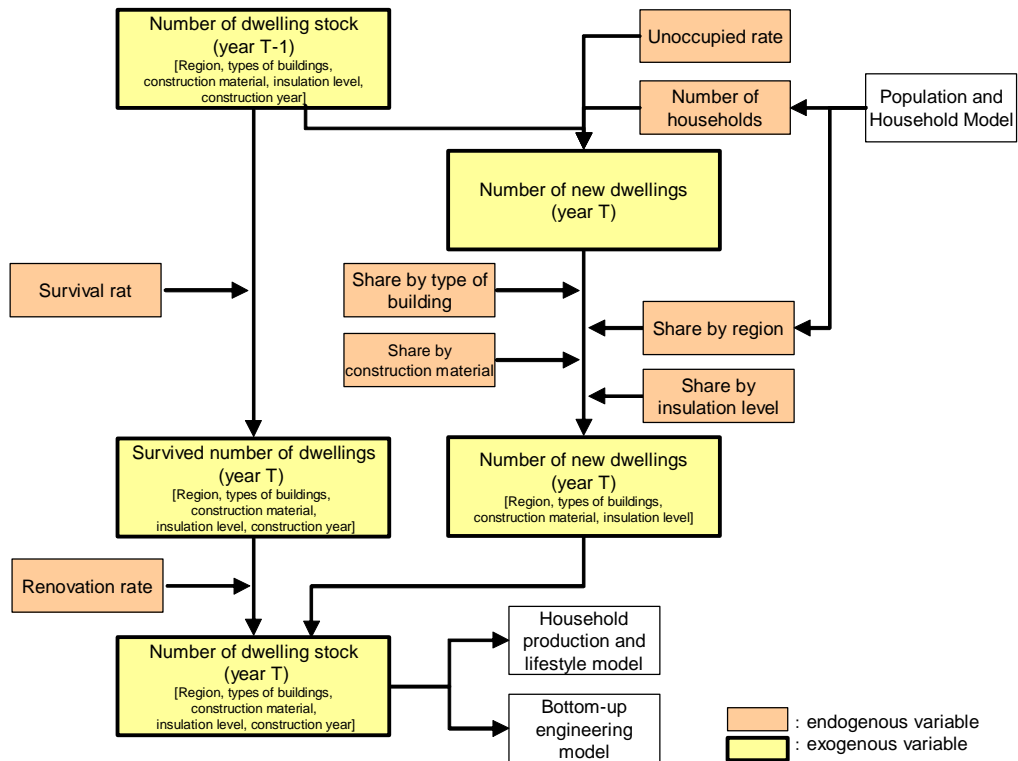 Number of dwelling stock
(year T-1)
[Region, types of buildings,
construction material, insulation level,
construction year]
Unoccupied rate
Number of
households
Population and
Household Model
Number of new dwellings
(year T)
Survival rat
Share by type of
building
Share by region
Share by
construction material
Share by
insulation level
Survived number of dwellings
(year T)
[Region, types of buildings,
construction material,
insulation level, construction year]
Number of new dwellings
(year T)
[Region, types of buildings,
construction material, insulation level]
Renovation rate
Number of dwelling stock
(year T)
[Region, types of buildings,
construction material,
insulation level, construction year]
Household
production and
lifestyle model
Bottom-up
engineering
model
: endogenous variable
: exogenous variable